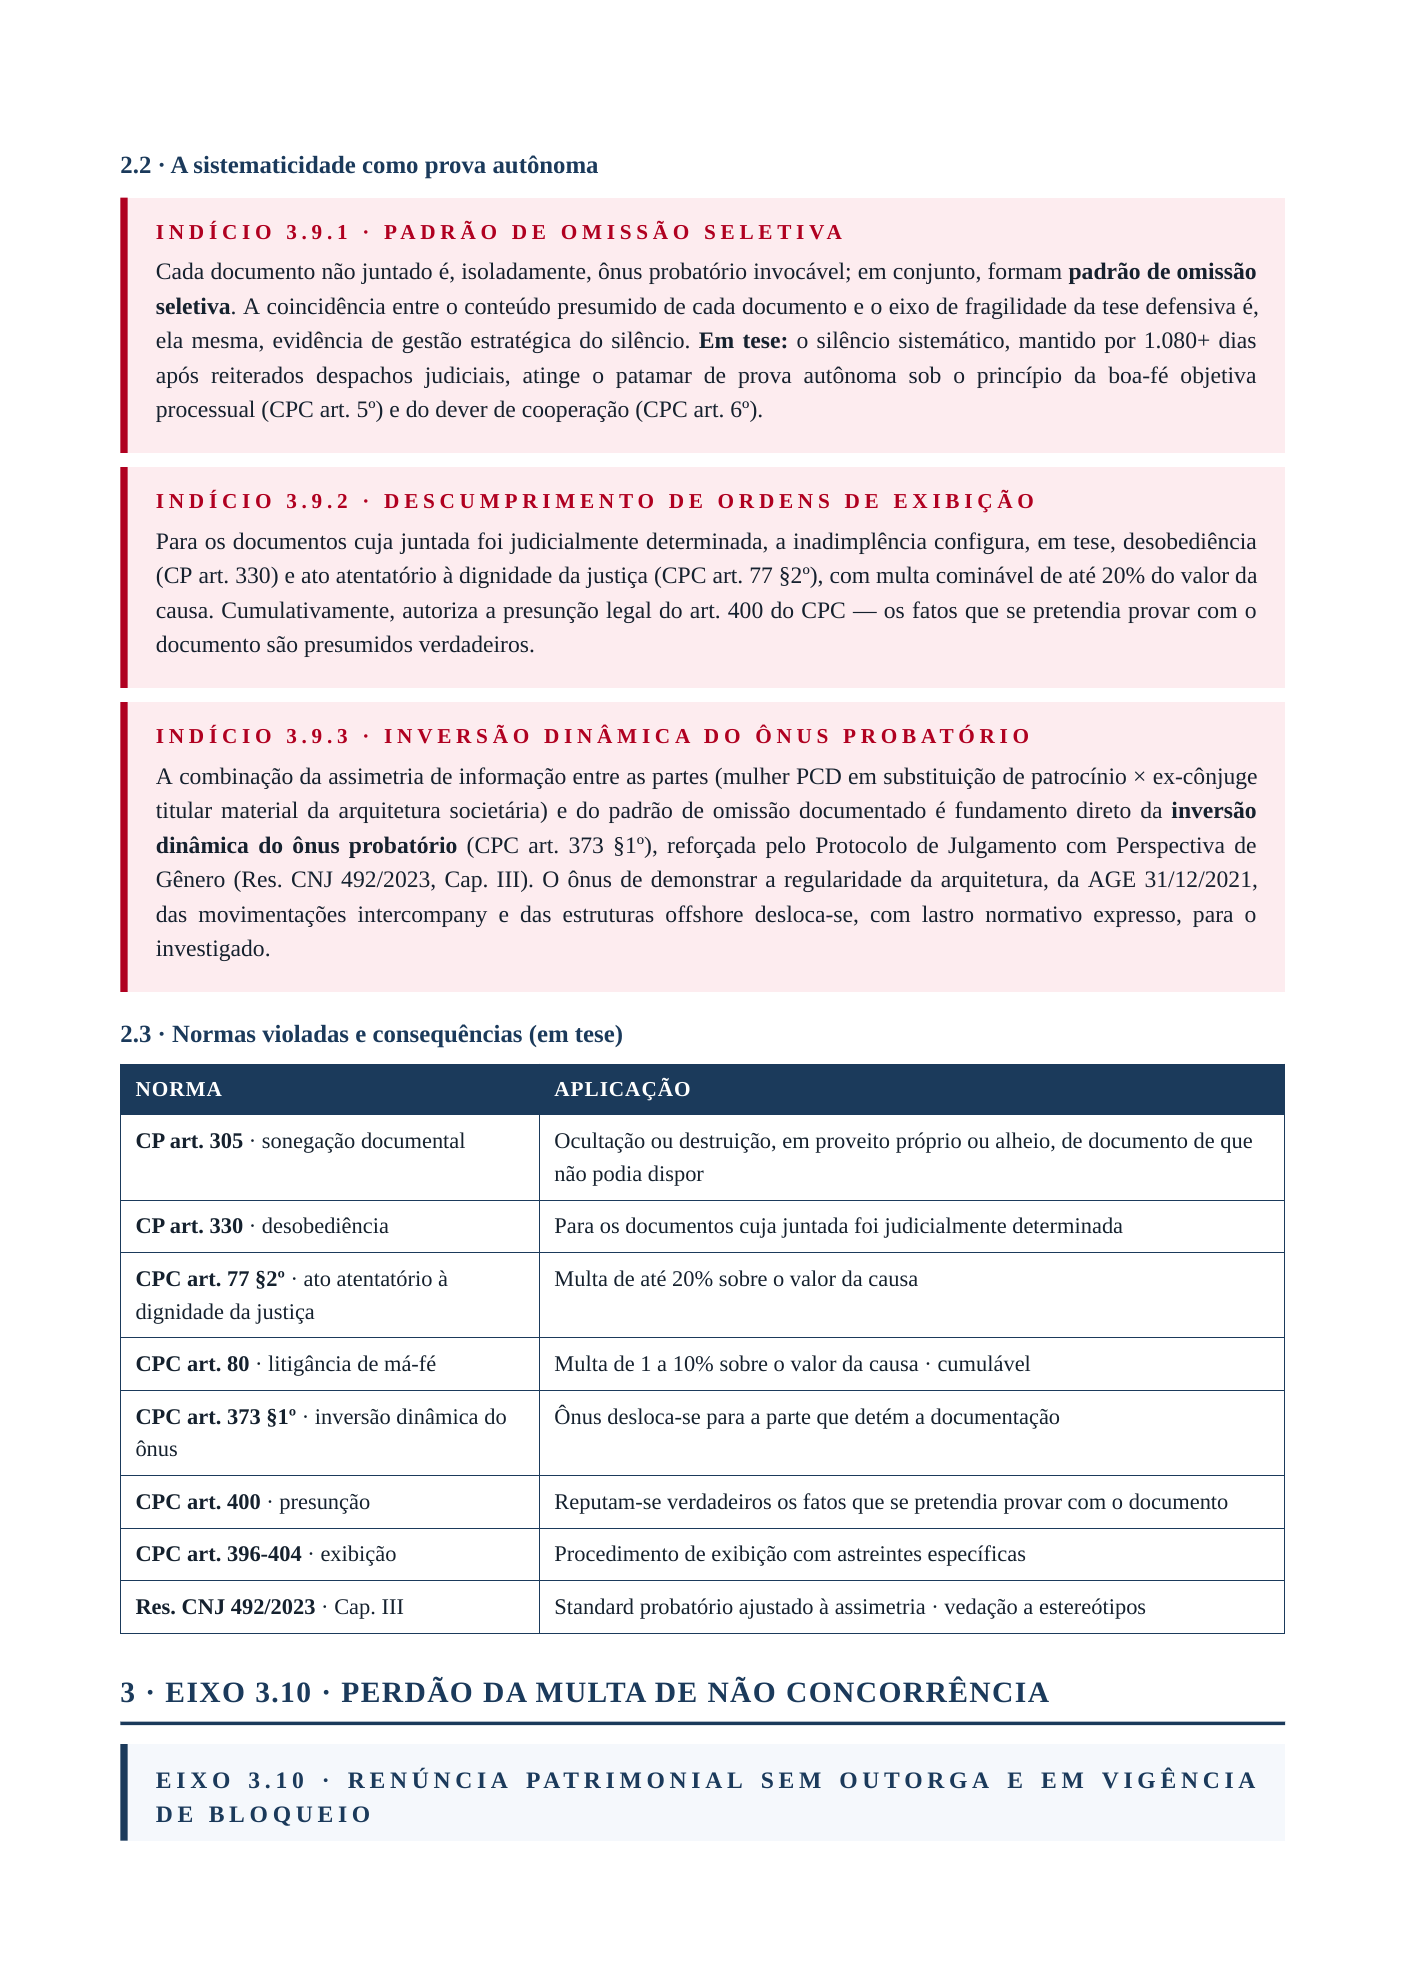 2.2 · A sistematicidade como prova autônoma
INDÍCIO 3.9.1 · PADRÃO DE OMISSÃO SELETIVA
Cada documento não juntado é, isoladamente, ônus probatório invocável; em conjunto, formam padrão de omissão
seletiva. A coincidência entre o conteúdo presumido de cada documento e o eixo de fragilidade da tese defensiva é,
ela mesma, evidência de gestão estratégica do silêncio. Em tese: o silêncio sistemático, mantido por 1.080+ dias
após reiterados despachos judiciais, atinge o patamar de prova autônoma sob o princípio da boa-fé objetiva
processual (CPC art. 5º) e do dever de cooperação (CPC art. 6º).
INDÍCIO 3.9.2 · DESCUMPRIMENTO DE ORDENS DE EXIBIÇÃO
Para os documentos cuja juntada foi judicialmente determinada, a inadimplência configura, em tese, desobediência
(CP art. 330) e ato atentatório à dignidade da justiça (CPC art. 77 §2º), com multa cominável de até 20% do valor da
causa. Cumulativamente, autoriza a presunção legal do art. 400 do CPC — os fatos que se pretendia provar com o
documento são presumidos verdadeiros.
INDÍCIO 3.9.3 · INVERSÃO DINÂMICA DO ÔNUS PROBATÓRIO
A combinação da assimetria de informação entre as partes (mulher PCD em substituição de patrocínio × ex-cônjuge
titular material da arquitetura societária) e do padrão de omissão documentado é fundamento direto da inversão
dinâmica do ônus probatório (CPC art. 373 §1º), reforçada pelo Protocolo de Julgamento com Perspectiva de
Gênero (Res. CNJ 492/2023, Cap. III). O ônus de demonstrar a regularidade da arquitetura, da AGE 31/12/2021,
das movimentações intercompany e das estruturas offshore desloca-se, com lastro normativo expresso, para o
investigado.
2.3 · Normas violadas e consequências (em tese)
NORMA APLICAÇÃO
CP art. 305 · sonegação documental Ocultação ou destruição, em proveito próprio ou alheio, de documento de que
não podia dispor
CP art. 330 · desobediência Para os documentos cuja juntada foi judicialmente determinada
CPC art. 77 §2º · ato atentatório à Multa de até 20% sobre o valor da causa
dignidade da justiça
CPC art. 80 · litigância de má-fé Multa de 1 a 10% sobre o valor da causa · cumulável
CPC art. 373 §1º · inversão dinâmica do Ônus desloca-se para a parte que detém a documentação
ônus
CPC art. 400 · presunção Reputam-se verdadeiros os fatos que se pretendia provar com o documento
CPC art. 396-404 · exibição Procedimento de exibição com astreintes específicas
Res. CNJ 492/2023 · Cap. III Standard probatório ajustado à assimetria · vedação a estereótipos
3 · EIXO 3.10 · PERDÃO DA MULTA DE NÃO CONCORRÊNCIA
EIXO 3.10 · RENÚNCIA PATRIMONIAL SEM OUTORGA E EM VIGÊNCIA
DE BLOQUEIO